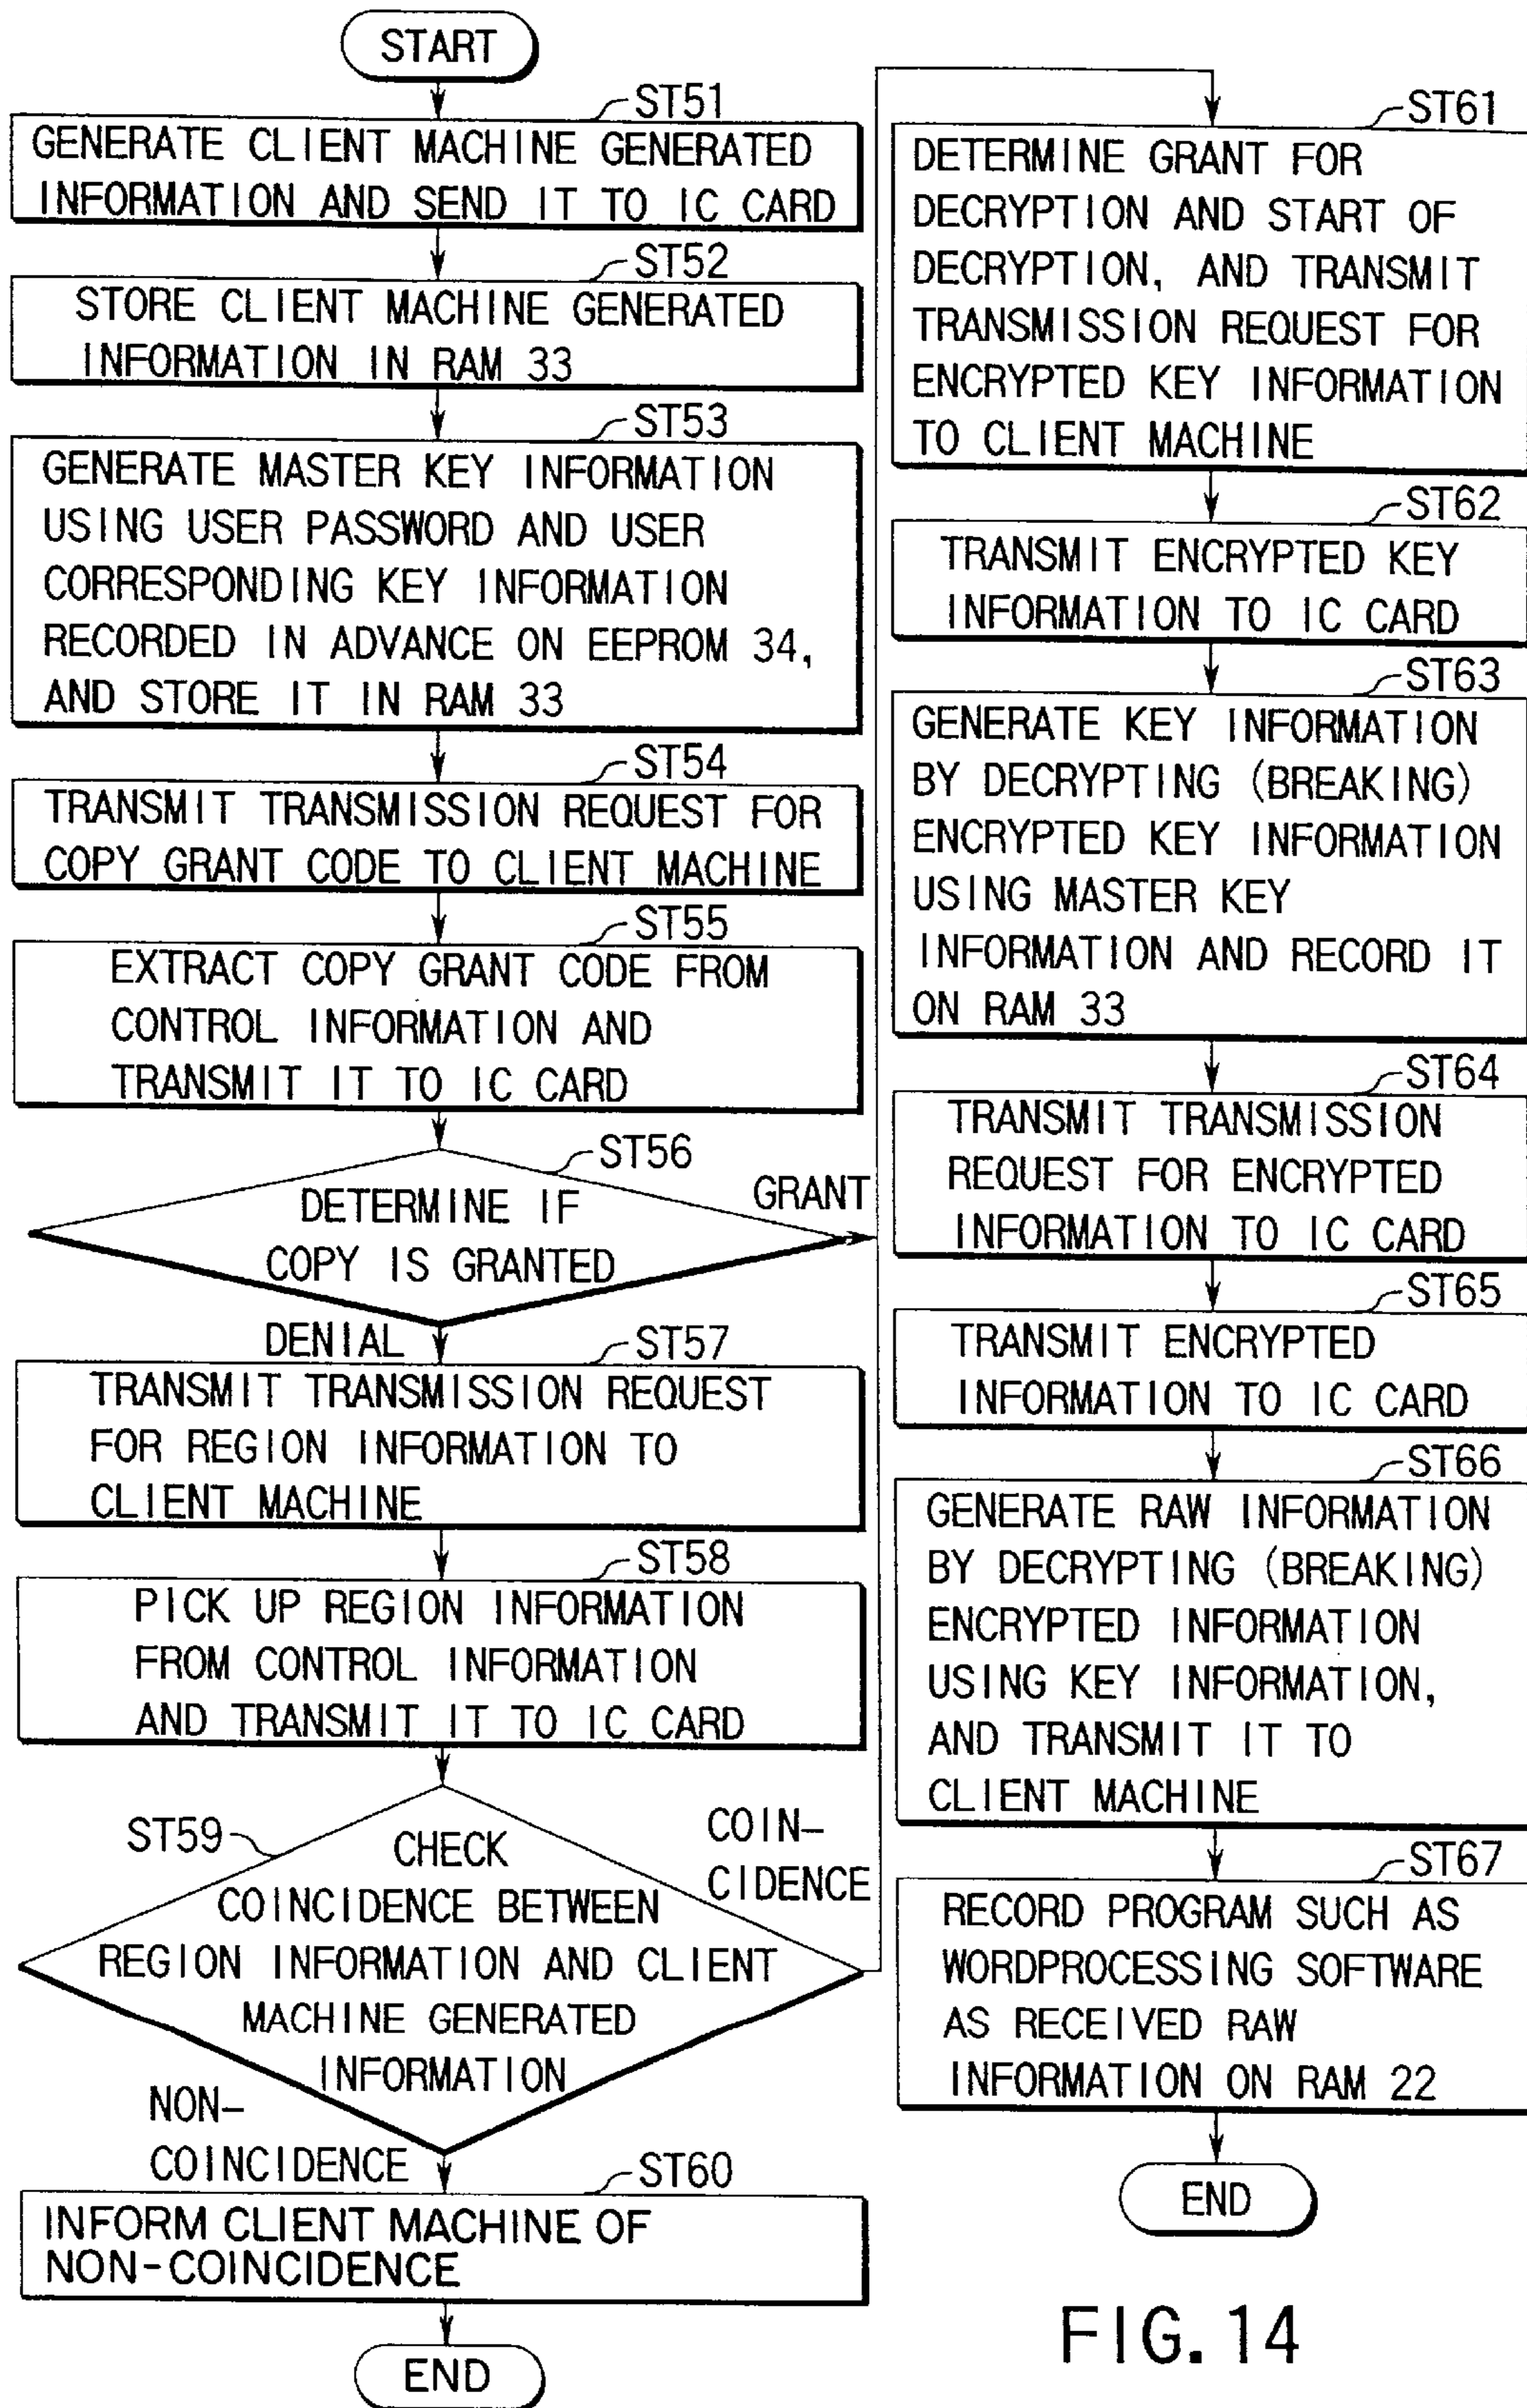 START
ST51
GENERATE CLIENT MACHINE GENERATED
INFORMATION AND SEND IT TO IC CARD
ST52
STORE CLIENT MACHINE GENERATED
INFORMATION IN RAM 33
ST53
GENERATE MASTER KEY INFORMATION
USING USER PASSWORD AND USER
CORRESPONDING KEY INFORMATION
RECORDED IN ADVANCE ON EEPROM 34,
AND STORE IT IN RAM 33
ST54
TRANSMIT TRANSMISSION REQUEST FOR
COPY GRANT CODE TO CLIENT MACHINE
ST55
EXTRACT COPY GRANT CODE FROM
CONTROL INFORMATION AND
TRANSMIT IT TO IC CARD
ST56
DETERMINE IF
COPY IS GRANTED
GRANT
DENIAL
ST57
TRANSMIT TRANSMISSION REQUEST
FOR REGION INFORMATION TO
CLIENT MACHINE
ST58
PICK UP REGION INFORMATION
FROM CONTROL INFORMATION
AND TRANSMIT IT TO IC CARD
ST59
CHECK
COINCIDENCE BETWEEN
REGION INFORMATION AND CLIENT
MACHINE GENERATED
INFORMATION
COIN-
CIDENCE
NON-
COINCIDENCE
ST60
INFORM CLIENT MACHINE OF
NON-COINCIDENCE
END
ST61
DETERMINE GRANT FOR
DECRYPTION AND START OF
DECRYPTION, AND TRANSMIT
TRANSMISSION REQUEST FOR
ENCRYPTED KEY INFORMATION
TO CLIENT MACHINE
ST62
TRANSMIT ENCRYPTED KEY
INFORMATION TO IC CARD
ST63
GENERATE KEY INFORMATION
BY DECRYPTING (BREAKING)
ENCRYPTED KEY INFORMATION
USING MASTER KEY
INFORMATION AND RECORD IT
ON RAM 33
ST64
TRANSMIT TRANSMISSION
REQUEST FOR ENCRYPTED
INFORMATION TO IC CARD
ST65
TRANSMIT ENCRYPTED
INFORMATION TO IC CARD
ST66
GENERATE RAW INFORMATION
BY DECRYPTING (BREAKING)
ENCRYPTED INFORMATION
USING KEY INFORMATION,
AND TRANSMIT IT TO
CLIENT MACHINE
ST67
RECORD PROGRAM SUCH AS
WORDPROCESSING SOFTWARE
AS RECEIVED RAW
INFORMATION ON RAM 22
END
FIG. 14